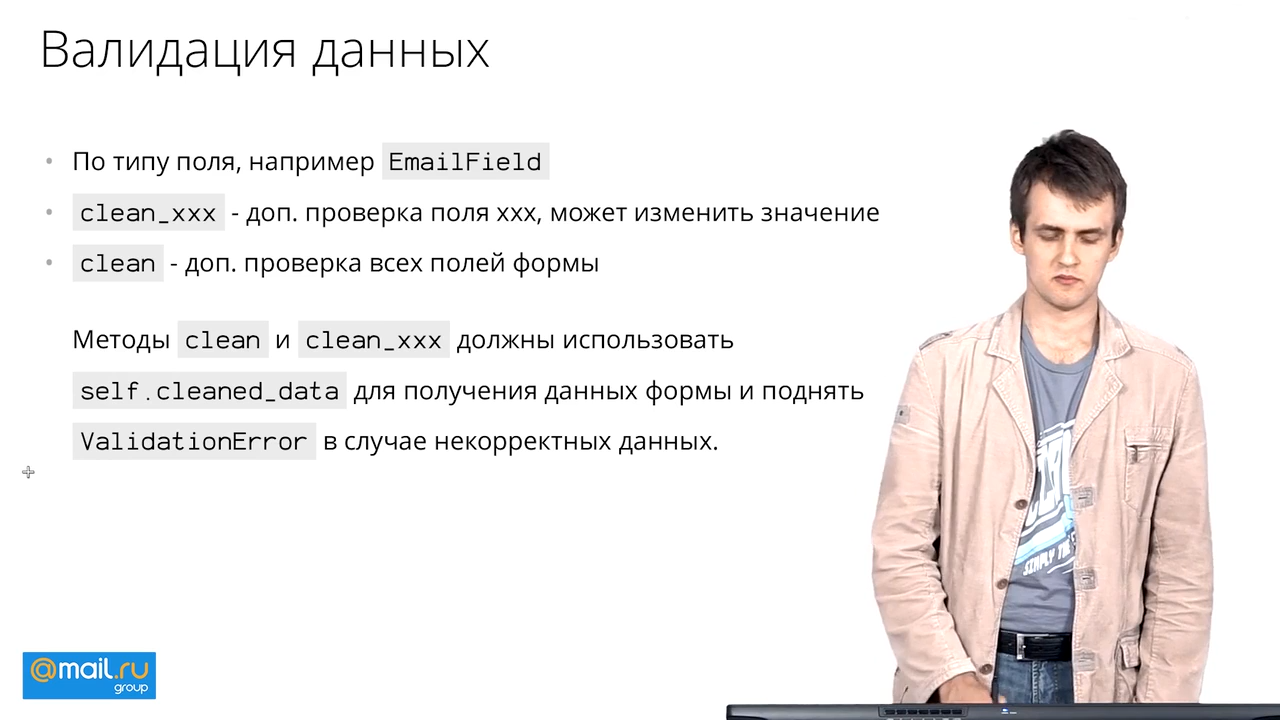 Валидация данных
• По типу поля, например EmailField
• clean_xxx - доп. проверка поля xxx, может изменить значение
• clean - доп. проверка всех полей формы
Методы clean и clean_xxx должны использовать
self.cleaned_data для получения данных формы и поднять
ValidationError в случае некорректных данных.
SIMPLY
@mail.ru
group